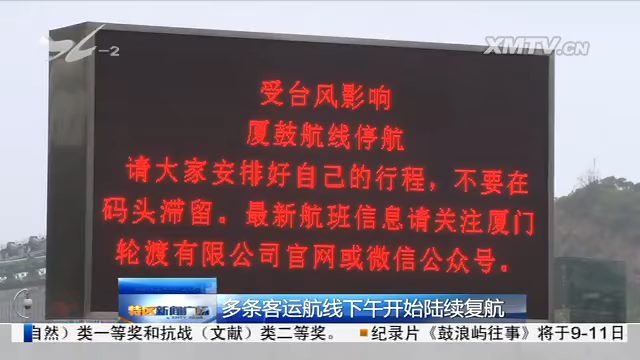 -2
XMTV.CN
受台风影响
厦鼓航线停航
请大家安排好自己的行程，不要在
码头滞留。最新航班信息请关注厦门
轮渡有限公司官网或微信公众号。
特区新闻广场
多条客运航线下午开始陆续复航
自然）类一等奖和抗战（文献）类二等奖。 ■纪录片《鼓浪屿往事》将于9-11日